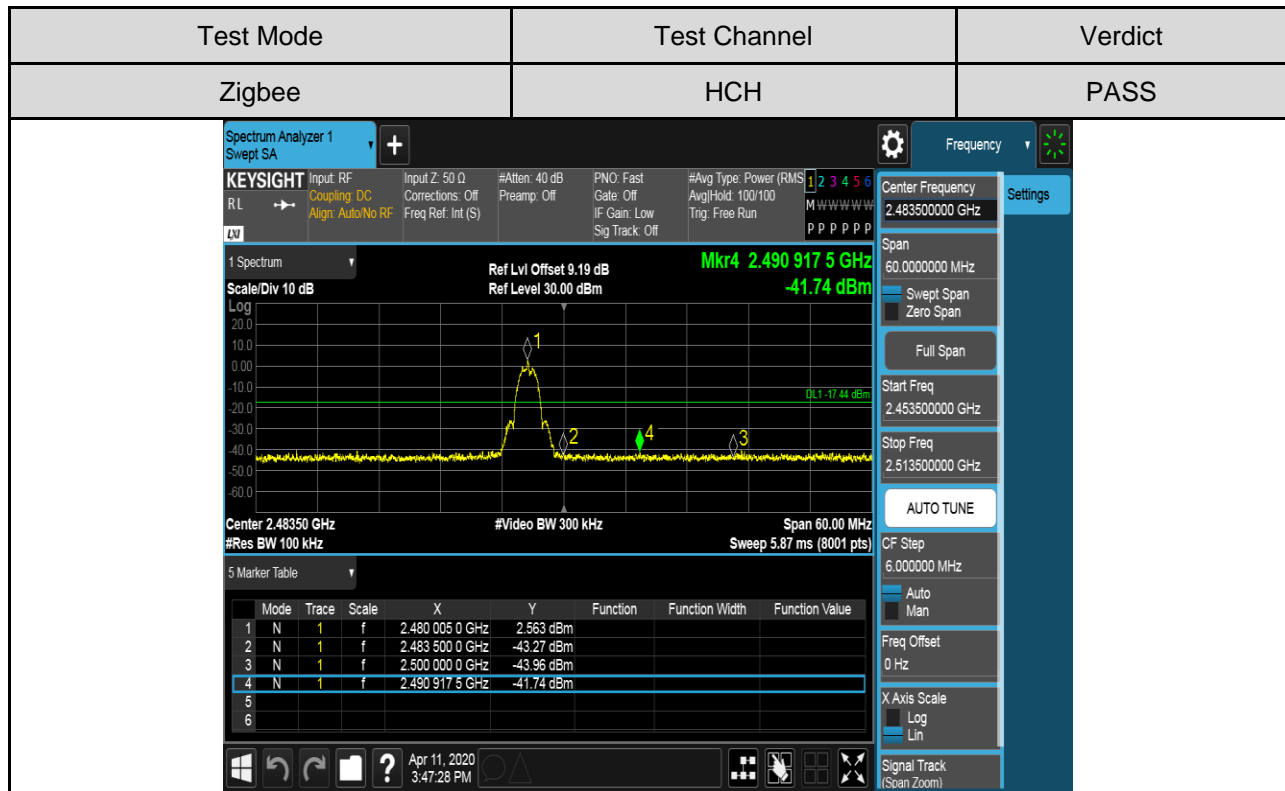 Test Mode Test Channel Verdict
Zigbee HCH PASS
Spectrum Analyzer 1
Swept SA
+
Frequency
KEYSIGHT
RL
LXI
Input: RF
Coupling: DC
Align: Auto/No RF
Input Z: 50 Ω
Corrections: Off
Freq Ref: Int (S)
#Atten: 40 dB
Preamp: Off
PNO: Fast
Gate: Off
IF Gain: Low
Sig Track: Off
#Avg Type: Power (RMS
Avg|Hold: 100/100
Trig: Free Run
1 2 3 4 5 6
M W W W W W
P P P P P P
1 Spectrum
Scale/Div 10 dB
Ref Lvl Offset 9.19 dB
Ref Level 30.00 dBm
Mkr4 2.490 917 5 GHz
-41.74 dBm
Log
20.0
10.0
0.00
-10.0
-20.0
-30.0
-40.0
-50.0
-60.0
1
2
4
3
DL1 -17.44 dBm
Center 2.48350 GHz
#Video BW 300 kHz
Span 60.00 MHz
#Res BW 100 kHz
Sweep 5.87 ms (8001 pts)
5 Marker Table
Mode Trace Scale X Y Function Function Width Function Value
1 N 1 f 2.480 005 0 GHz 2.563 dBm
2 N 1 f 2.483 500 0 GHz -43.27 dBm
3 N 1 f 2.500 000 0 GHz -43.96 dBm
4 N 1 f 2.490 917 5 GHz -41.74 dBm
5
6
?
Apr 11, 2020
3:47:28 PM
Center Frequency
2.483500000 GHz
Settings
Span
60.0000000 MHz
Swept Span
Zero Span
Full Span
Start Freq
2.453500000 GHz
Stop Freq
2.513500000 GHz
AUTO TUNE
CF Step
6.000000 MHz
Auto
Man
Freq Offset
0 Hz
X Axis Scale
Log
Lin
Signal Track
(Span Zoom)